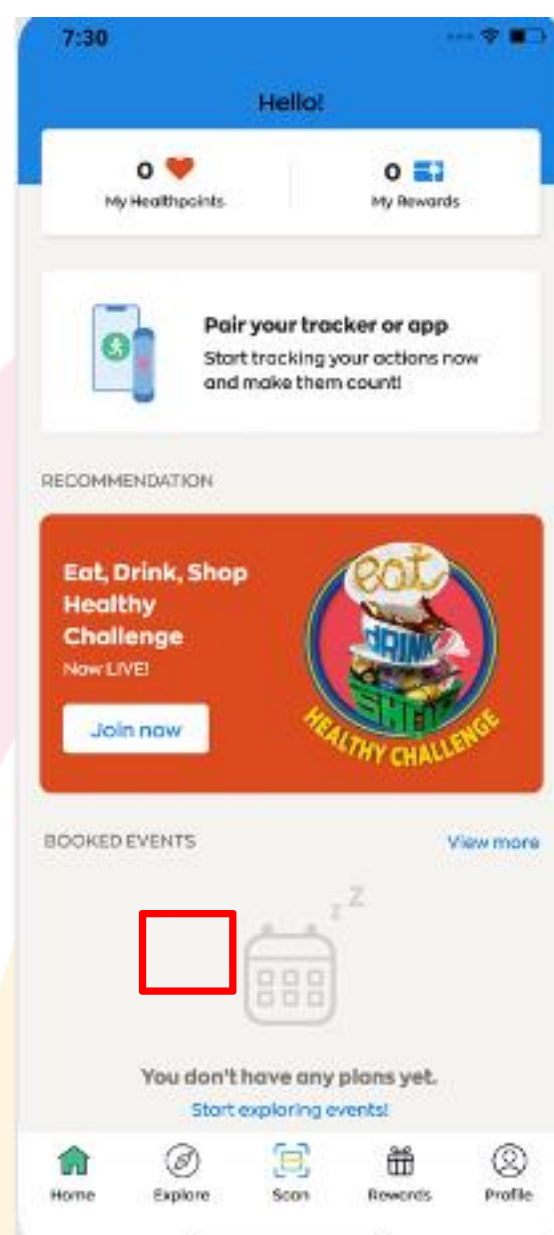 7:30
Hello!
0
My Healthpoints
0
My Rewards
Pair your tracker or app
Start tracking your actions now
and make them count!
RECOMMENDATION
Eat, Drink, Shop
Healthy
Challenge
Now LIVE!
Join now
eat
DRINK
SHOP
HEALTHY CHALLENGE
BOOKED EVENTS
View more
z Z
You don't have any plans yet.
Start exploring events!
Home
Explore
Scan
Rewards
Profile